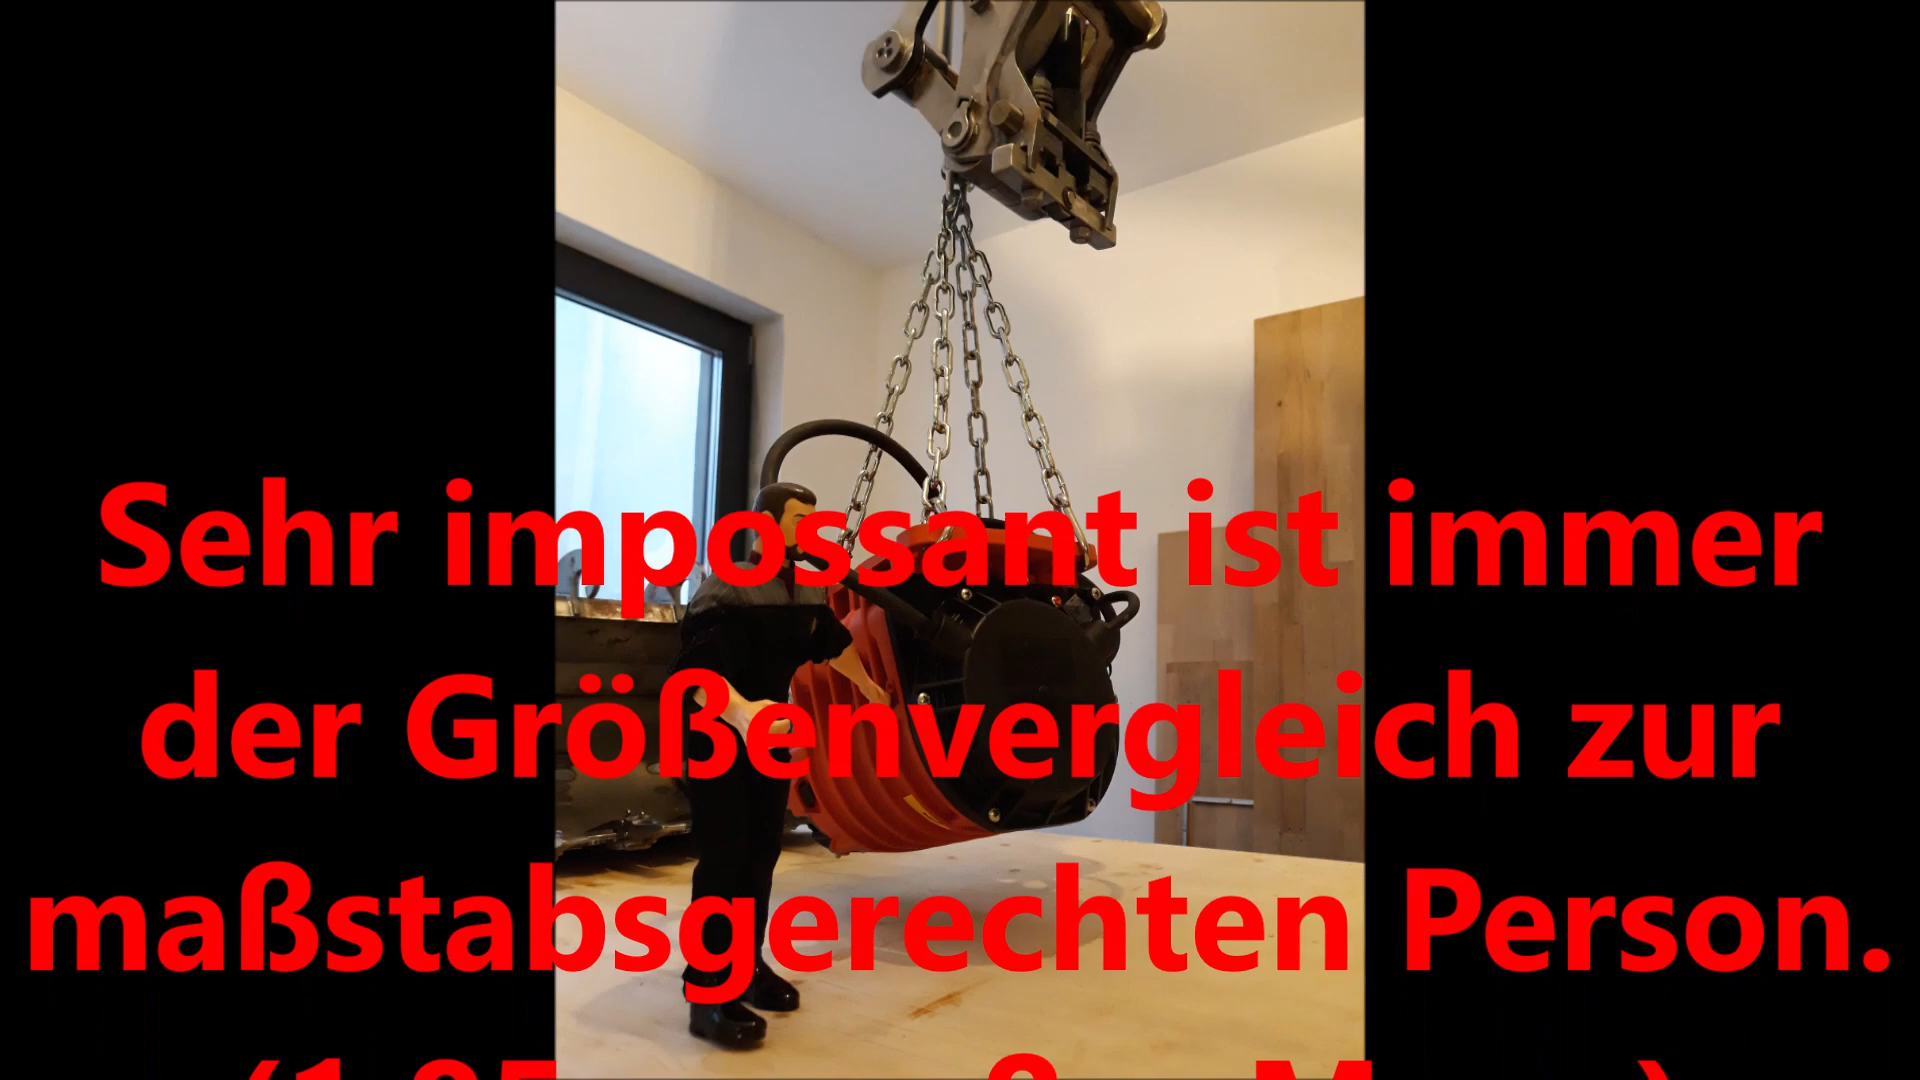 Sehr impossant ist immer
der Größenvergleich zur
maßstabsgerechten Person.